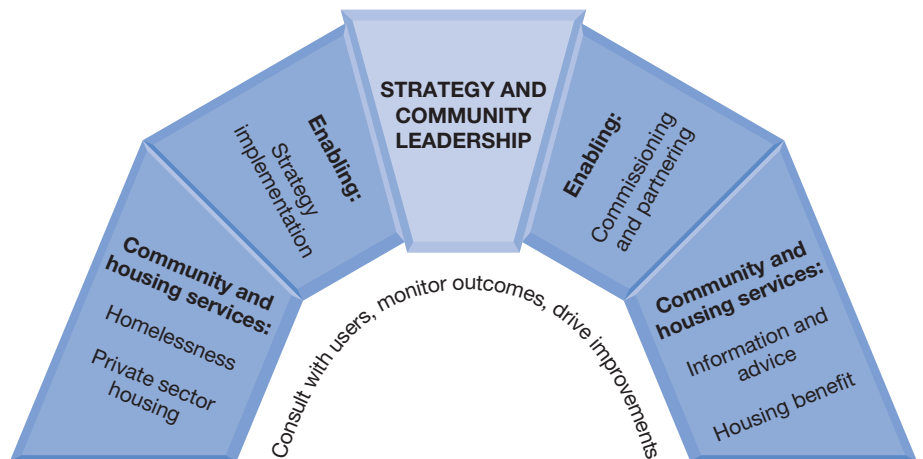 Community and
housing services:
Homelessness
Private sector
housing
Enabling:
Strategy
implementation
STRATEGY AND
COMMUNITY
LEADERSHIP
Enabling:
Commissioning
and partnering
Community and
housing services:
Information and
advice
Housing benefit
Consult with users, monitor outcomes, drive improvements